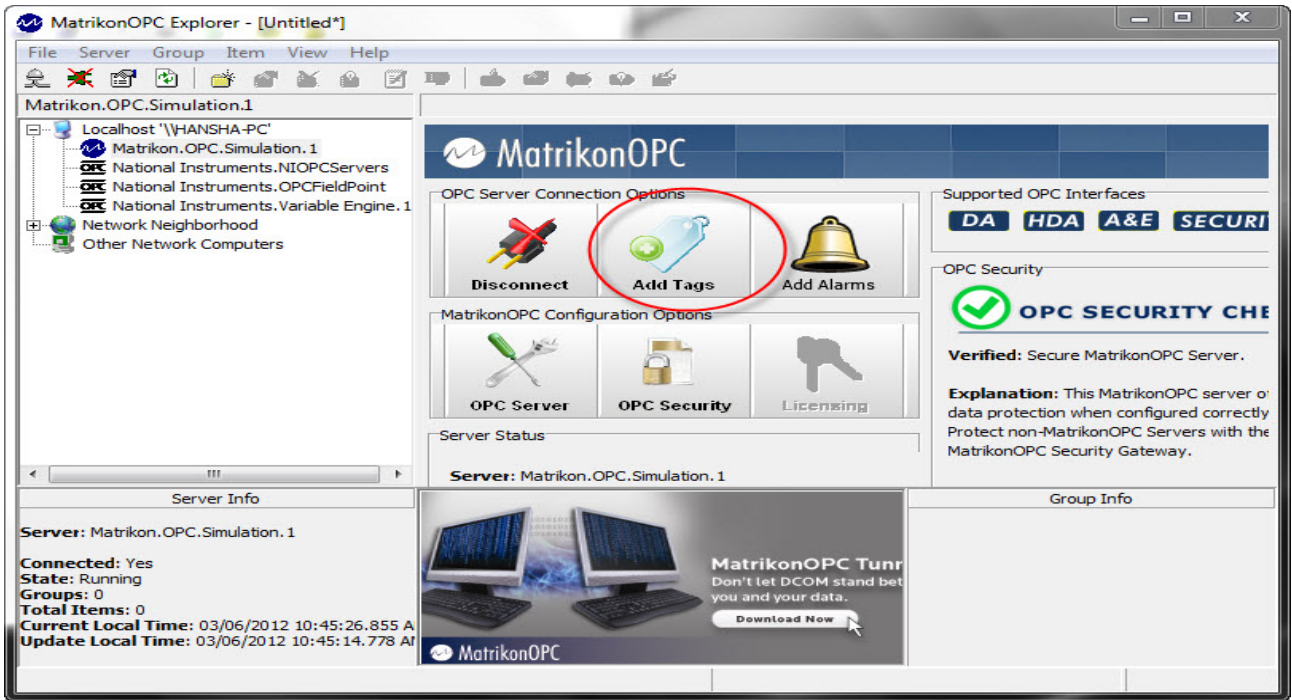 MatrikonOPC Explorer - [Untitled*]
File Server Group Item View Help
Matrikon.OPC.Simulation.1
Localhost '\\HANSHA-PC'
Matrikon.OPC.Simulation.1
OPC National Instruments.NIOPCServers
OPC National Instruments.OPCFieldPoint
OPC National Instruments.Variable Engine.1
Network Neighborhood
Other Network Computers
MatrikonOPC
OPC Server Connection Options
Disconnect
Add Tags
Add Alarms
MatrikonOPC Configuration Options
OPC Server
OPC Security
Licensing
Server Status
Server: Matrikon.OPC.Simulation.1
Supported OPC Interfaces
DA HDA A&E SECURI
OPC Security
OPC SECURITY CHE
Verified: Secure MatrikonOPC Server.
Explanation: This MatrikonOPC server o
data protection when configured correctly
Protect non-MatrikonOPC Servers with the
MatrikonOPC Security Gateway.
Server Info
Server: Matrikon.OPC.Simulation.1
Connected: Yes
State: Running
Groups: 0
Total Items: 0
Current Local Time: 03/06/2012 10:45:26.855 A
Update Local Time: 03/06/2012 10:45:14.778 A
MatrikonOPC Tunn
Don't let DCOM stand bet
you and your data.
Download Now
MatrikonOPC
Group Info